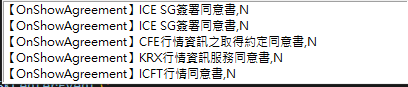 【OnShowAgreement】ICE SG簽署同意書,N
【OnShowAgreement】ICE SG簽署同意書,N
【OnShowAgreement】CFE行情資訊之取得約定同意書,N
【OnShowAgreement】KRX行情資訊服務同意書,N
【OnShowAgreement】ICFT行情同意書,N